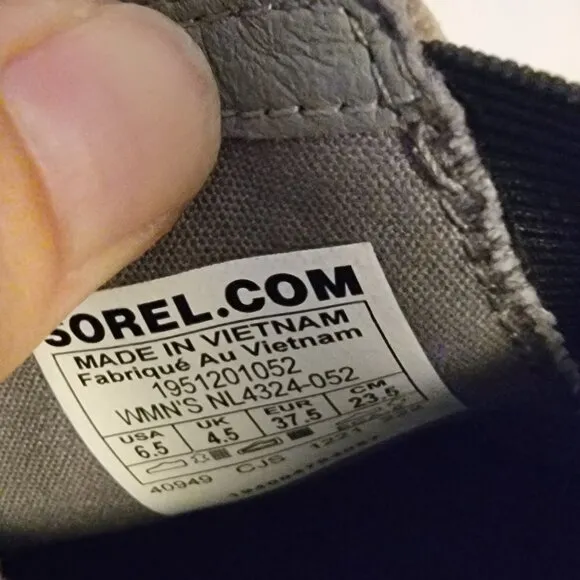 SOREL.COM
MADE IN VIETNAM
Fabriqué Au Vietnam
1951201052
WMN'S NL4324-052
USA UK EUR CM
6.5 4.5 37.5 23.5
40949 CJS